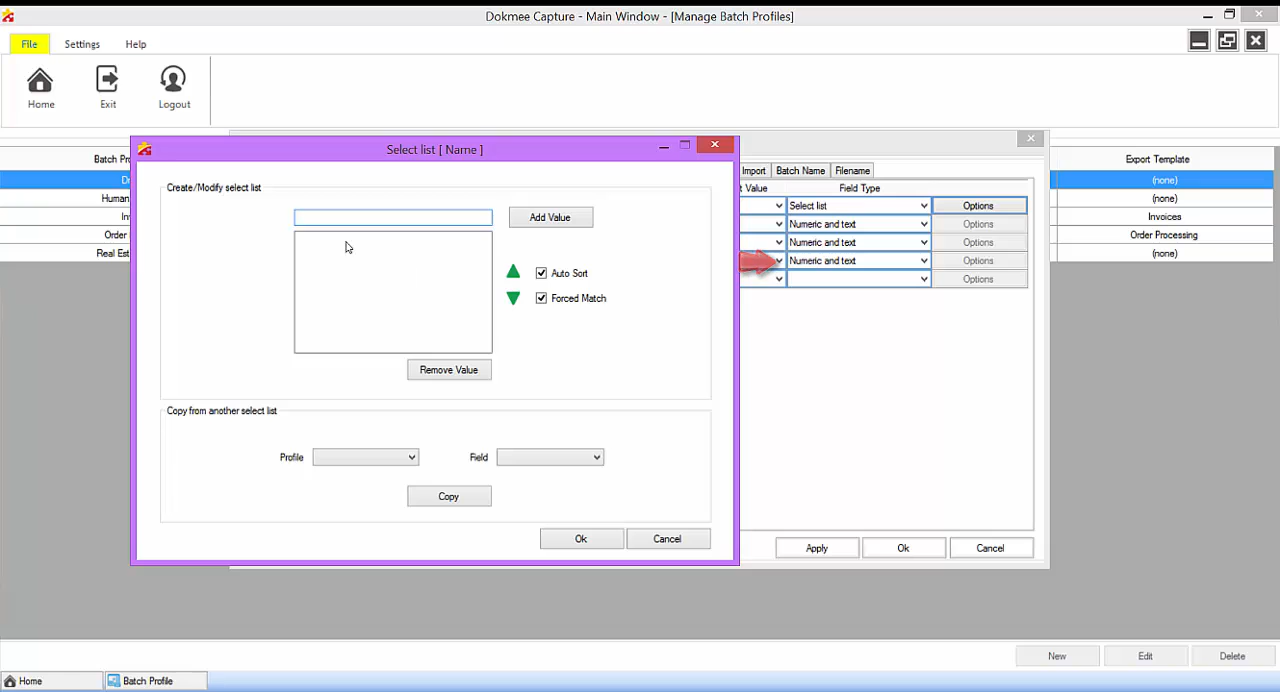 Dokmee Capture - Main Window - [Manage Batch Profiles]
File Settings Help
Home Exit Logout
Batch Pro
Export Template
(none)
Human (none)
Inv Invoices
Order Order Processing
Real Est (none)
Select list [ Name ]
Create/Modify select list
Add Value
Auto Sort
Forced Match
Remove Value
Copy from another select list
Profile Field
Copy
Ok Cancel
Import Batch Name Filename
t Value Field Type
Select list Options
Numeric and text Options
Numeric and text Options
Numeric and text Options
Options
Apply Ok Cancel
New Edit Delete
Home Batch Profile